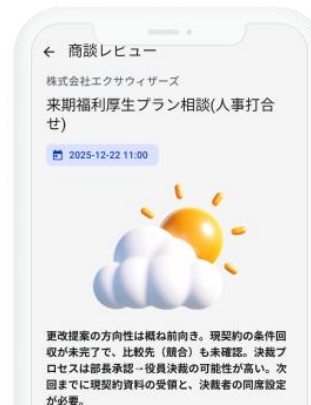 ← 商談レビュー
株式会社エクサウィザーズ
来期福利厚生プラン相談(人事打合
せ)
2025-12-22 11:00
更改提案の方向性は概ね前向き。現契約の条件回
収が未完了で、比較先（競合）も未確認。決裁プ
ロセスは部長承認→役員決裁の可能性が高い。次
回までに現契約資料の受領と、決裁者の同席設定
が必要。